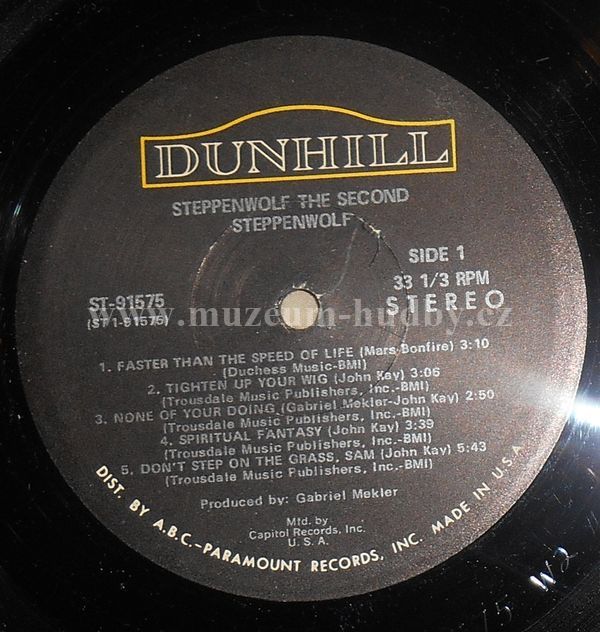 DUNHILL
STEPPENWOLF THE SECOND
STEPPENWOLF
SIDE 1
ST-91575
33 1/3 RPM
(ST 1-91575)
STEREO
www.muzeum-hudby.cz
1. FASTER THAN THE SPEED OF LIFE (Mars Bonfire) 3:10
(Duchess Music-BMI)
2. TIGHTEN UP YOUR WIG (John Kay) 3:06
(Trousdale Music Publishers, Inc.-BMI)
3. NONE OF YOUR DOING (Gabriel Mekler-John Kay) 2:50
(Trousdale Music Publishers, Inc.-BMI)
4. SPIRITUAL FANTASY (John Kay) 3:39
(Trousdale Music Publishers, Inc.-BMI)
5. DON'T STEP ON THE GRASS, SAM (John Kay) 5:43
(Trousdale Music Publishers, Inc.-BMI)
Produced by: Gabriel Mekler
Mfd. by
Capitol Records, Inc.
U. S. A.
DIST. BY A.B.C.-PARAMOUNT RECORDS, INC. MADE IN U.S.A.